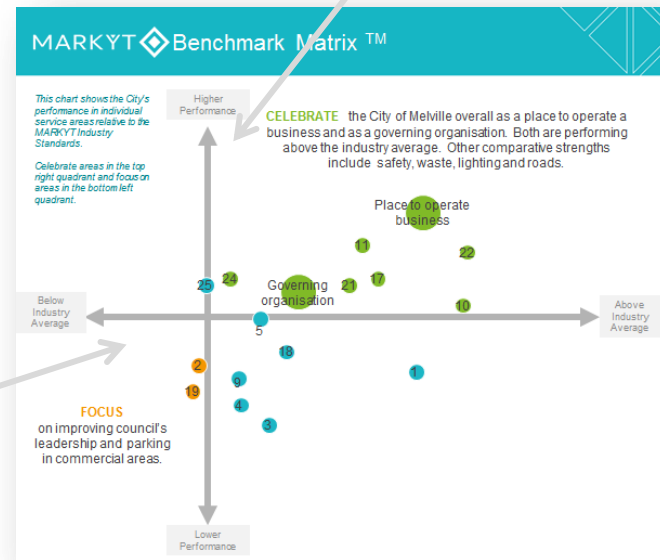 MARKYT Benchmark Matrix ™
This chart shows the City's
performance in individual
service areas relative to the
MARKYT Industry
Standards.
Celebrate areas in the top
right quadrant and focus on
areas in the bottom left
quadrant.
Higher
Performance
CELEBRATE the City of Melville overall as a place to operate a
business and as a governing organisation. Both are performing
above the industry average. Other comparative strengths
include safety, waste, lighting and roads.
Place to operate
business
11
22
25
24
Governing
organisation
21
17
10
Below
Industry
Average
Above
Industry
Average
5
18
2
9
1
19
4
3
FOCUS
on improving council's
leadership and parking
in commercial areas.
Lower
Performance